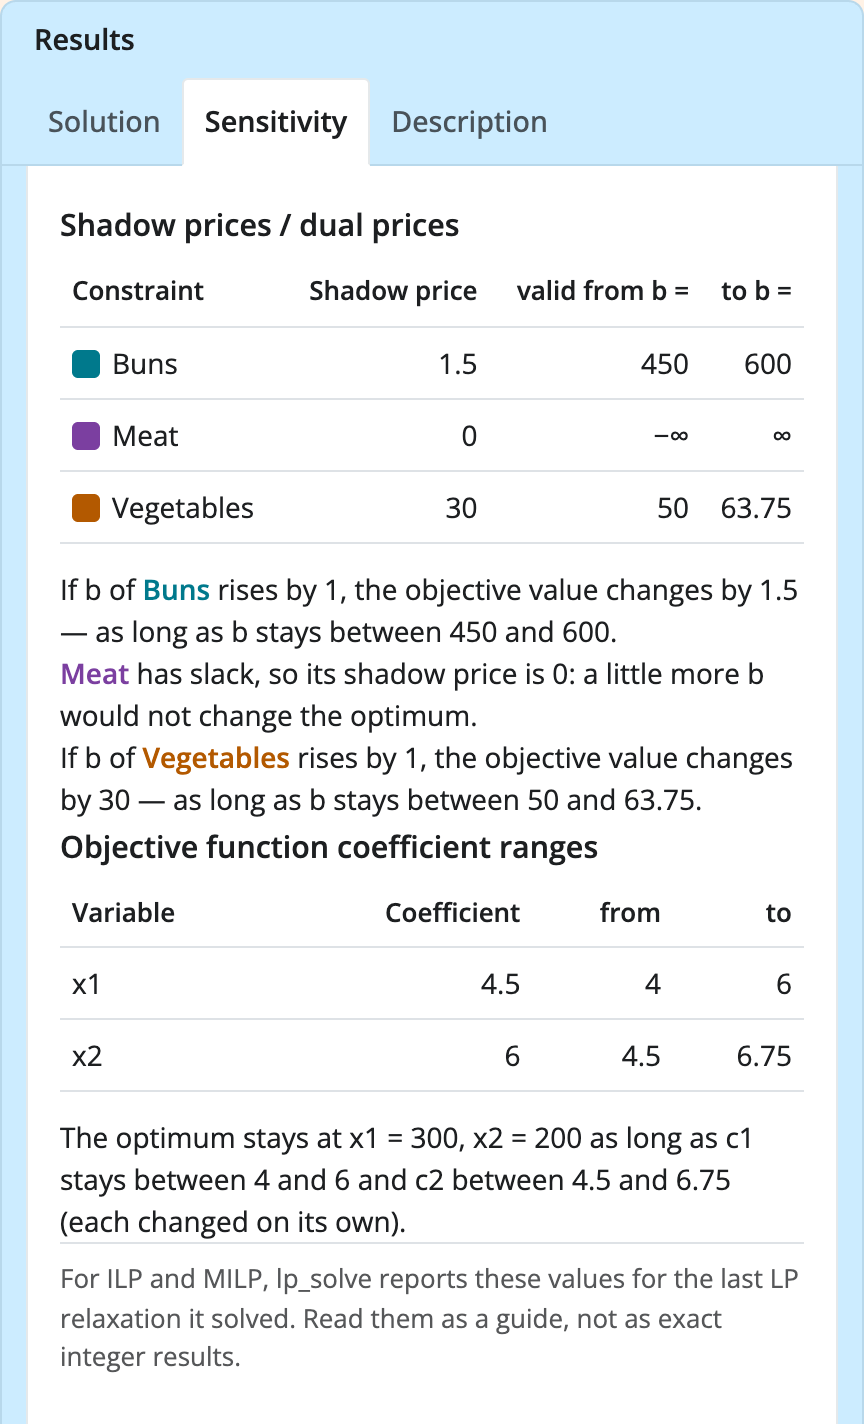 Results
Solution Sensitivity Description
Shadow prices / dual prices
Constraint Shadow price valid from b = to b =
Buns 1.5 450 600
Meat 0 −∞ ∞
Vegetables 30 50 63.75
If b of Buns rises by 1, the objective value changes by 1.5
— as long as b stays between 450 and 600.
Meat has slack, so its shadow price is 0: a little more b
would not change the optimum.
If b of Vegetables rises by 1, the objective value changes
by 30 — as long as b stays between 50 and 63.75.
Objective function coefficient ranges
Variable Coefficient from to
x1 4.5 4 6
x2 6 4.5 6.75
The optimum stays at x1 = 300, x2 = 200 as long as c1
stays between 4 and 6 and c2 between 4.5 and 6.75
(each changed on its own).
For ILP and MILP, lp_solve reports these values for the last LP
relaxation it solved. Read them as a guide, not as exact
integer results.